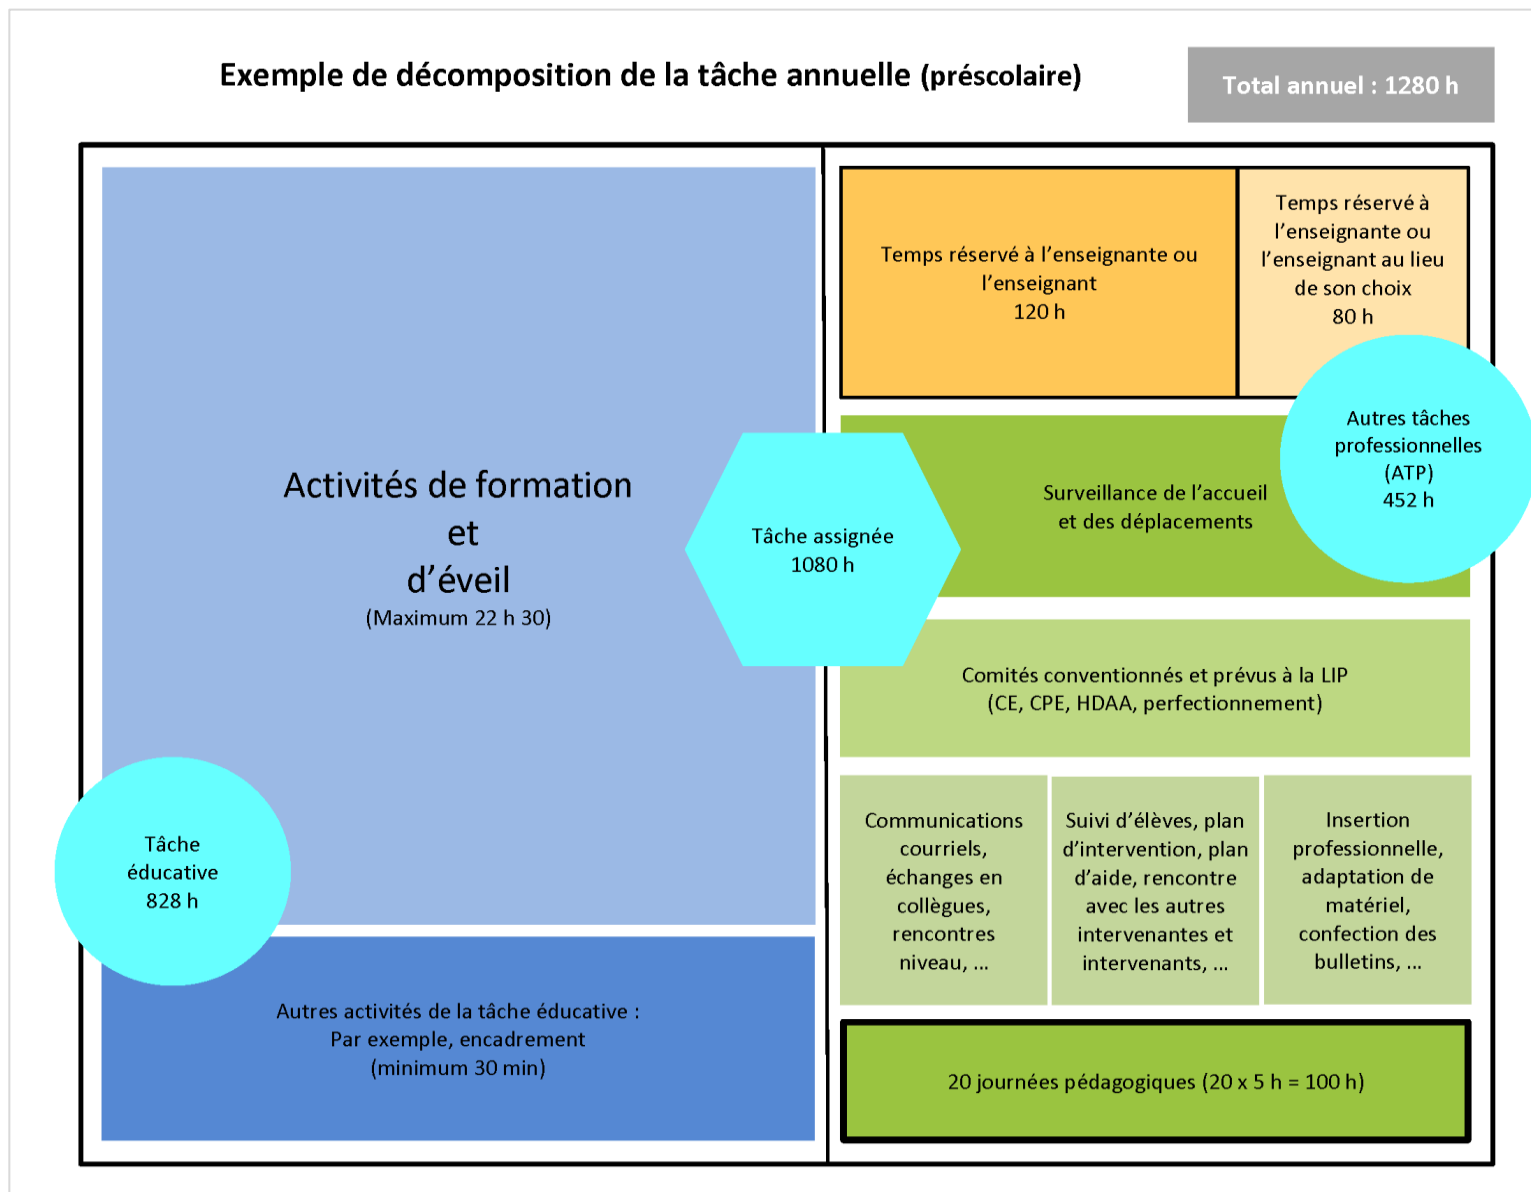 Exemple de décomposition de la tâche annuelle (préscolaire)
Total annuel : 1280 h
Activités de formation
et
d'éveil
(Maximum 22 h 30)
Tâche
éducative
828 h
Autres activités de la tâche éducative :
Par exemple, encadrement
(minimum 30 min)
Tâche assignée
1080 h
Temps réservé à l'enseignante ou
l'enseignant
120 h
Temps réservé à
l'enseignante ou
l'enseignant au lieu
de son choix
80 h
Autres tâches
professionnelles
(ATP)
452 h
Surveillance de l'accueil
et des déplacements
Comités conventionnés et prévus à la LIP
(CE, CPE, HDAA, perfectionnement)
Communications
courriels,
échanges en
collègues,
rencontres
niveau, ...
Suivi d'élèves, plan
d'intervention, plan
d'aide, rencontre
avec les autres
intervenantes et
intervenants, ...
Insertion
professionnelle,
adaptation de
matériel,
confection des
bulletins, ...
20 journées pédagogiques (20 x 5 h = 100 h)